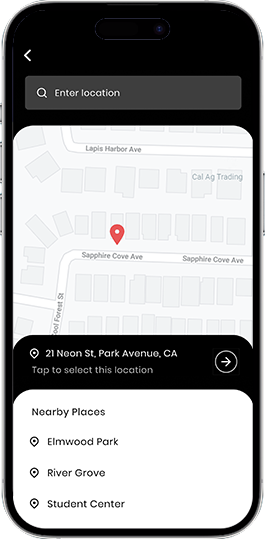 Enter location
Lapis Harbor Ave
Cal Ag Trading
Sapphire Cove Ave
Sapphire Cove Ave
ool Forest St
21 Neon St, Park Avenue, CA
Tap to select this location
Nearby Places
Elmwood Park
River Grove
Student Center